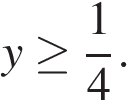 y ≥ 1/4.